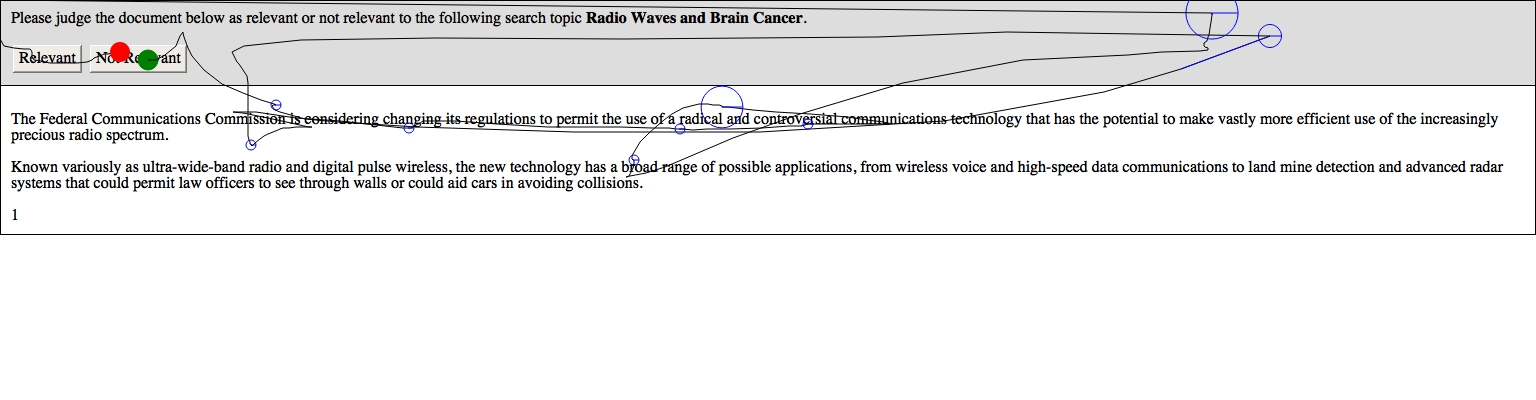 Please judge the document below as relevant or not relevant to the following search topic Radio Waves and Brain Cancer.
Relevant Not Relevant
The Federal Communications Commission is considering changing its regulations to permit the use of a radical and controversial communications technology that has the potential to make vastly more efficient use of the increasingly
precious radio spectrum.
Known variously as ultra-wide-band radio and digital pulse wireless, the new technology has a broad range of possible applications, from wireless voice and high-speed data communications to land mine detection and advanced radar
systems that could permit law officers to see through walls or could aid cars in avoiding collisions.
1